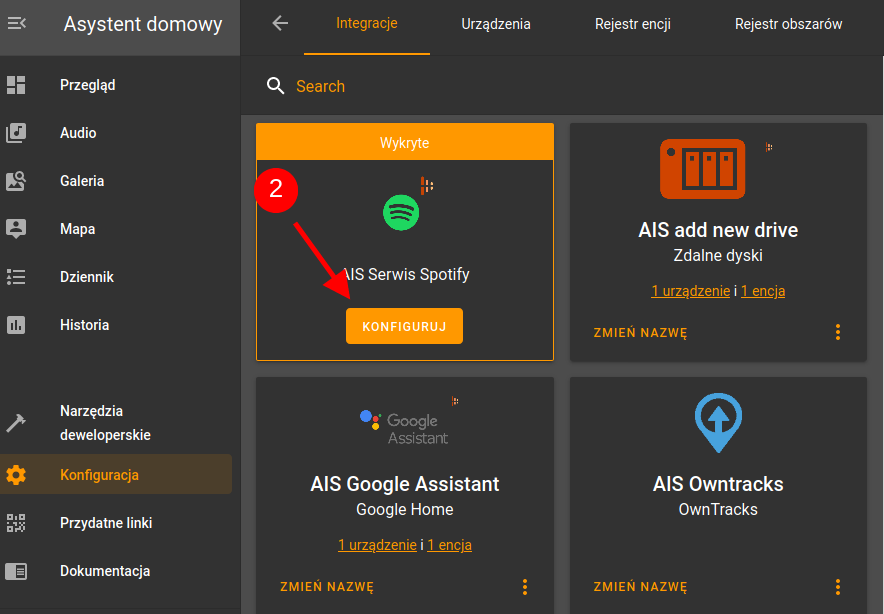 Asystent domowy
Integracje
Urządzenia
Rejestr encji
Rejestr obszarów
Przegląd
Audio
Galeria
Mapa
Dziennik
Historia
Narzędzia
deweloperskie
Konfiguracja
Przydatne linki
Dokumentacja
Search
Wykryte
2
AIS Serwis Spotify
KONFIGURUJ
AIS add new drive
Zdalne dyski
1 urządzenie i 1 encja
ZMIEŃ NAZWĘ
Google
Assistant
AIS Google Assistant
Google Home
1 urządzenie i 1 encja
ZMIEŃ NAZWĘ
AIS Owntracks
OwnTracks
ZMIEŃ NAZWĘ